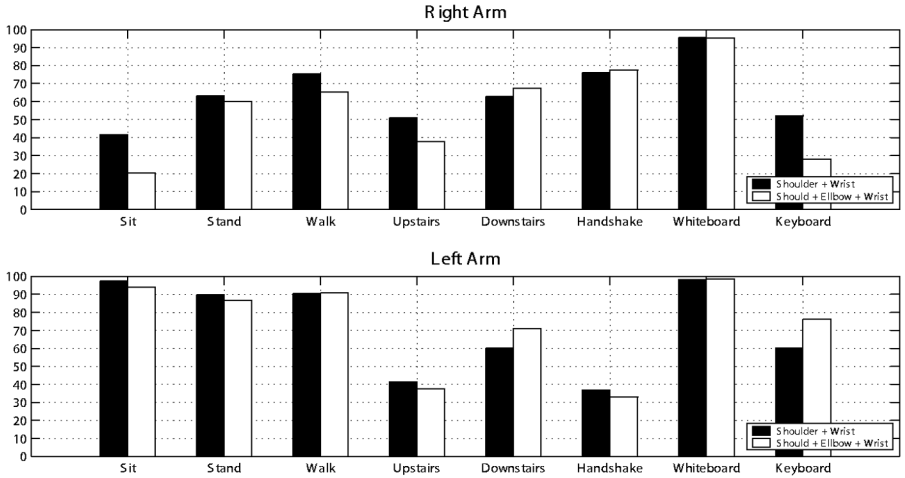 Right Arm
100
90
80
70
60
50
40
30
20
10
0
Sit Stand Walk Upstairs Downstairs Handshake Whiteboard Keyboard
Shoulder + Wrist
Should + Ellbow + Wrist
Left Arm
100
90
80
70
60
50
40
30
20
10
0
Sit Stand Walk Upstairs Downstairs Handshake Whiteboard Keyboard
Shoulder + Wrist
Should + Ellbow + Wrist